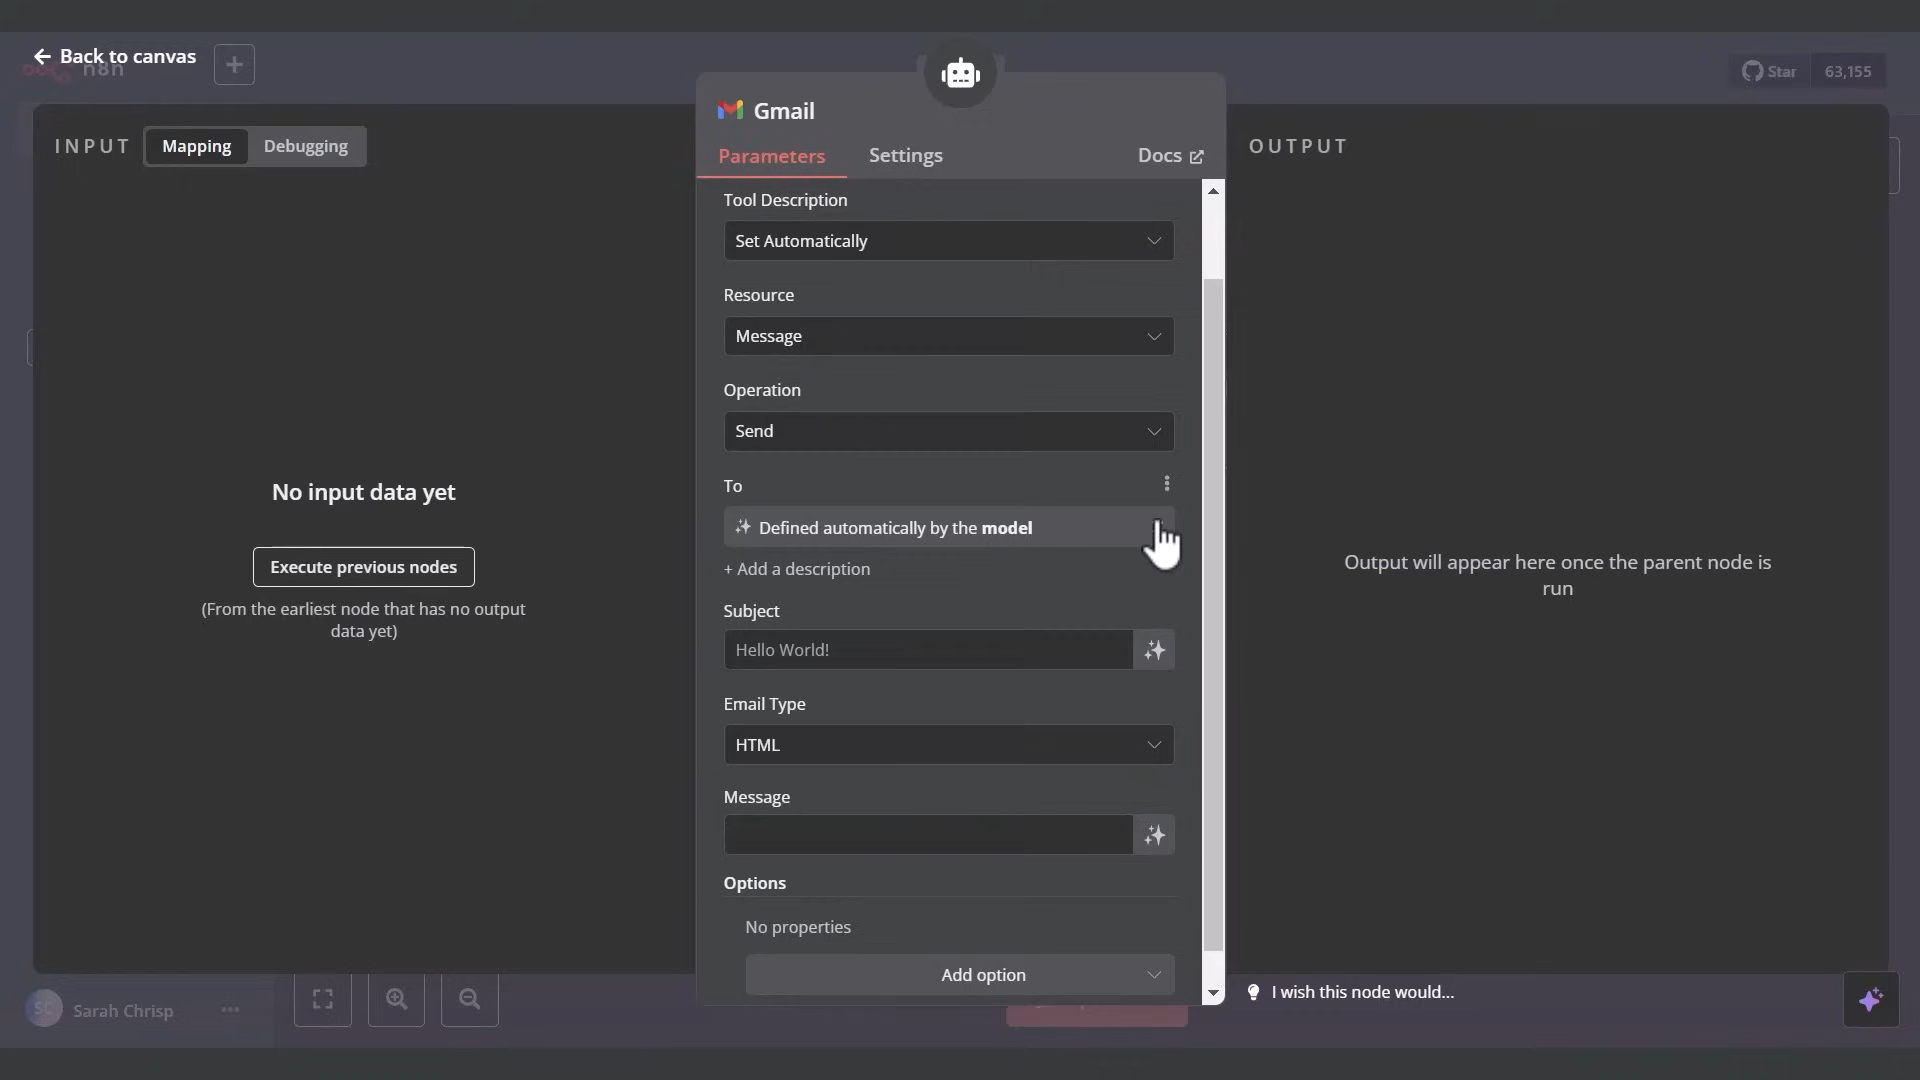 Back to canvas
n8n
+
Star
63,155
Gmail
INPUT
Mapping
Debugging
Parameters
Settings
Docs
OUTPUT
Tool Description
Set Automatically
Resource
Message
Operation
Send
To
Defined automatically by the model
+ Add a description
Subject
Hello World!
Email Type
HTML
Message
Options
No properties
Add option
No input data yet
Execute previous nodes
(From the earliest node that has no output
data yet)
Output will appear here once the parent node is
run
I wish this node would...
SC
Sarah Chrisp